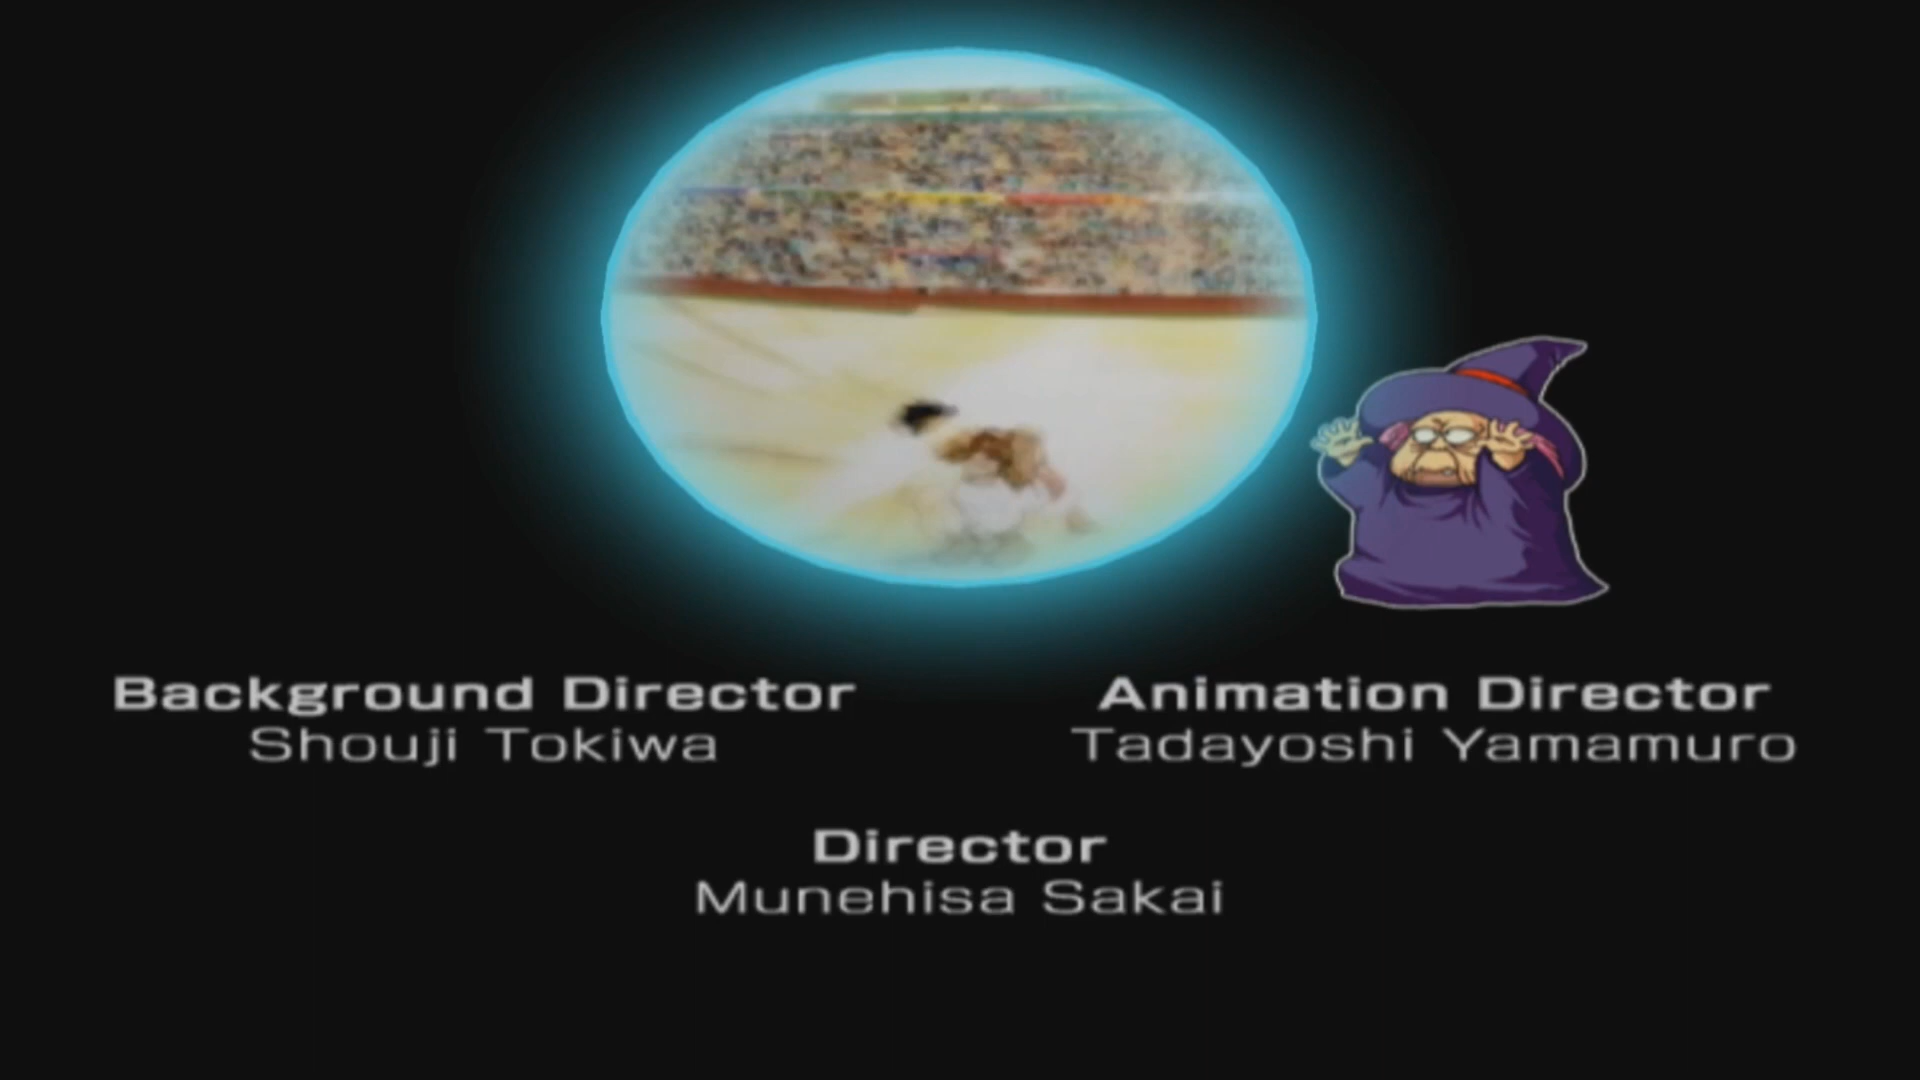 Background Director
Shouji Tokiwa
Animation Director
Tadayoshi Yamamuro
Director
Munehisa Sakai